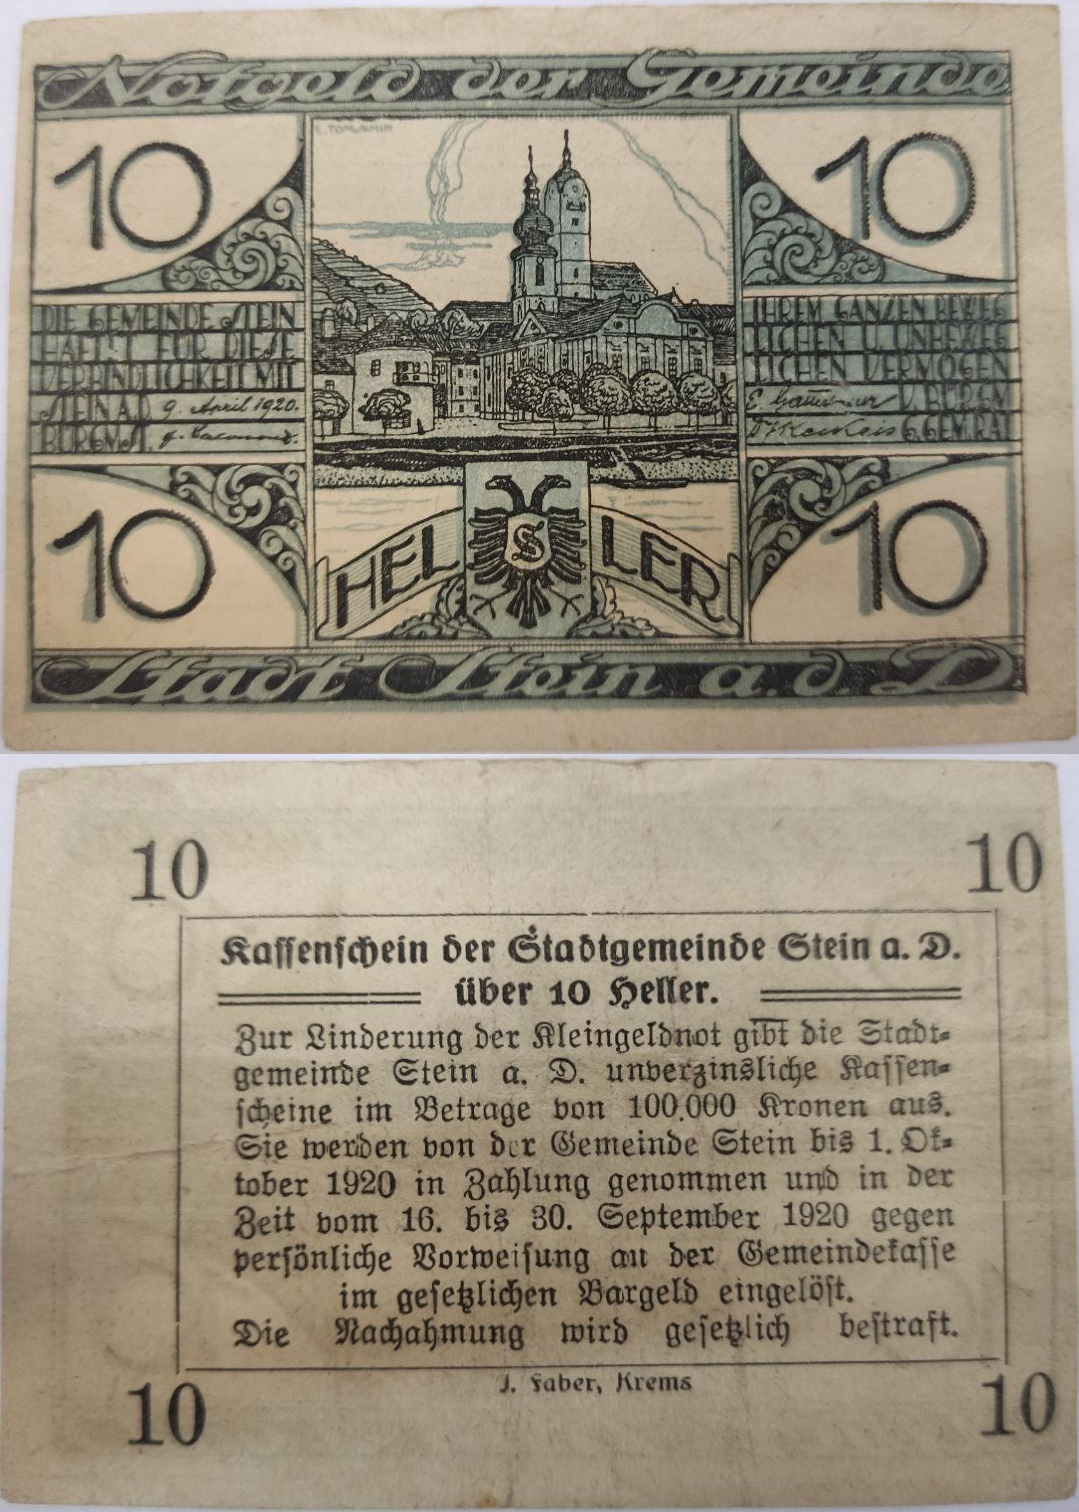 Notgeld der Gemeinde
10
10
DIE GEMEINDE STEIN
HAFTET FÜR DIESE
VERBINDLICHKEIT MIT
STEIN A.D. 9. April 1920.
BÜRGMST.
IHREM GANZEN BEWEG
LICHEN U. UNBEWEG
LICHEN VERMÖGEN
V. BÜRGM
G. GEM. RAT
10
HEL
S
LER
10
Stadt Stein a. d. D
10
10
Kassenschein der Stadtgemeinde Stein a. D.
über 10 Heller.
Zur Linderung der Kleingeldnot gibt die Stadt-
gemeinde Stein a. D. unverzinsliche Kassen-
scheine im Betrage von 100.000 Kronen aus.
Sie werden von der Gemeinde Stein bis 1. Ok-
tober 1920 in Zahlung genommen und in der
Zeit vom 16. bis 30. September 1920 gegen
persönliche Vorweisung an der Gemeindekasse
im gesetzlichen Bargeld eingelöst.
Die Nachahmung wird gesetzlich bestraft.
J. Faber, Krems
10
10